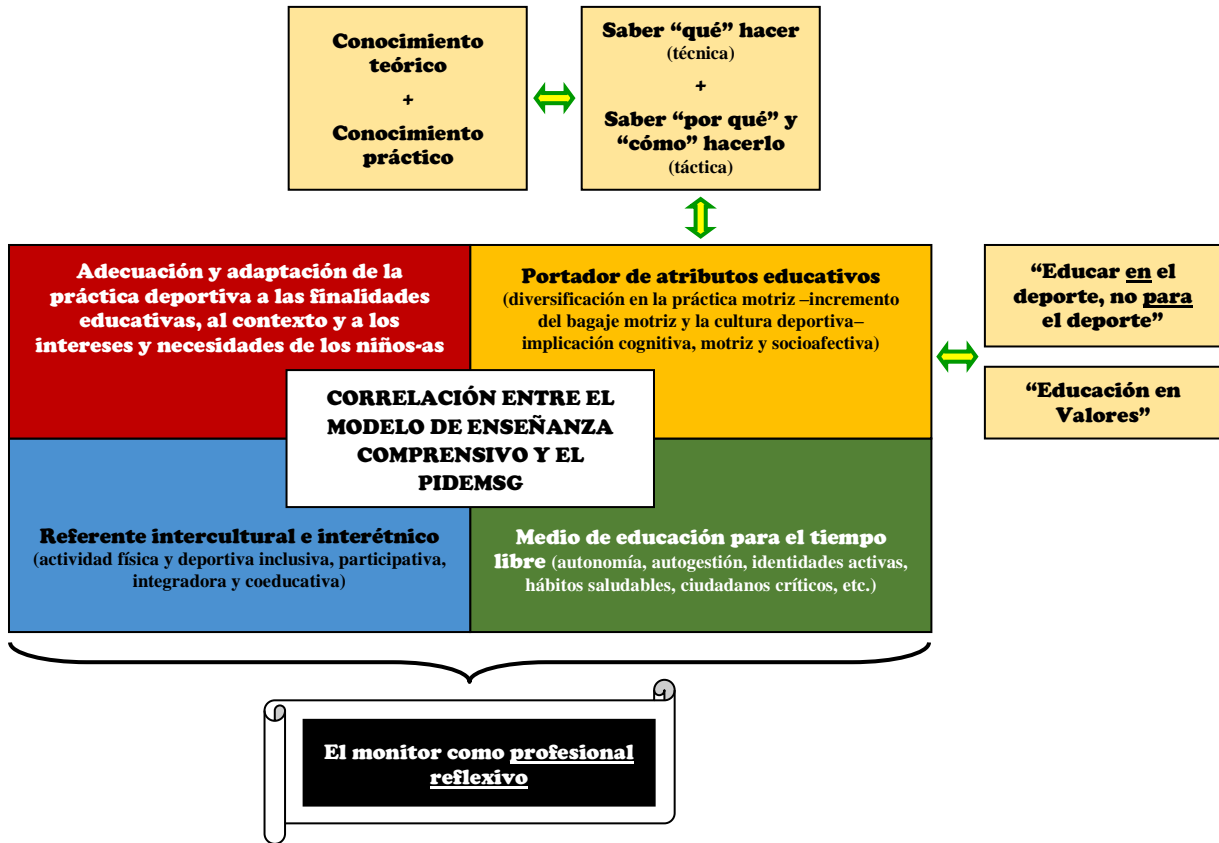 Conocimiento
teórico
+
Conocimiento
práctico
Saber “qué” hacer
(técnica)
+
Saber “por qué” y
“cómo” hacerlo
(táctica)
Adecuación y adaptación de la
práctica deportiva a las finalidades
educativas, al contexto y a los
intereses y necesidades de los niños-as
Portador de atributos educativos
(diversificación en la práctica motriz –incremento
del bagaje motriz y la cultura deportiva–
implicación cognitiva, motriz y socioafectiva)
“Educar en el
deporte, no para
el deporte”
“Educación en
Valores”
CORRELACIÓN ENTRE EL
MODELO DE ENSEÑANZA
COMPRENSIVO Y EL
PIDEMSG
Referente intercultural e interétnico
(actividad física y deportiva inclusiva, participativa,
integradora y coeducativa)
Medio de educación para el tiempo
libre (autonomía, autogestión, identidades activas,
hábitos saludables, ciudadanos críticos, etc.)
El monitor como profesional
reflexivo